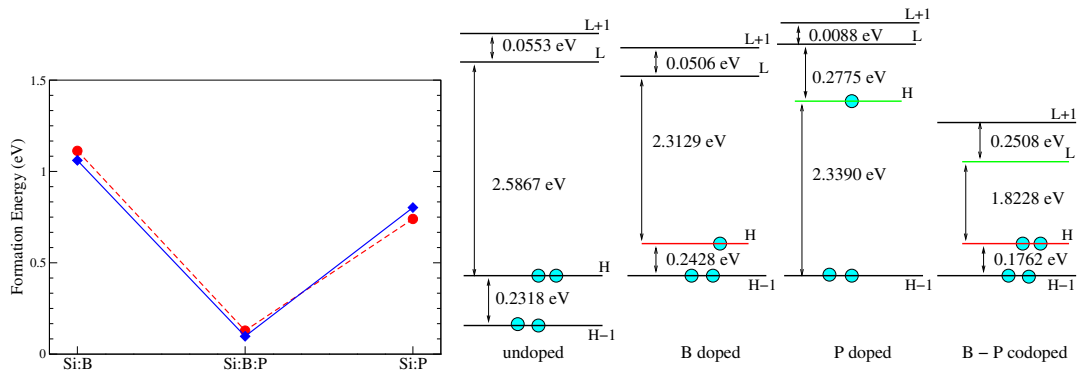 Formation Energy (eV)
1.5
1
0.5
0
Si:B
Si:B:P
Si:P
L+1
0.0553 eV
L
2.5867 eV
H
0.2318 eV
H−1
undoped
L+1
0.0506 eV
L
2.3129 eV
H
0.2428 eV
H−1
B doped
L+1
0.0088 eV
L
0.2775 eV
H
2.3390 eV
H−1
P doped
L+1
0.2508 eV
L
1.8228 eV
H
0.1762 eV
H−1
B − P codoped